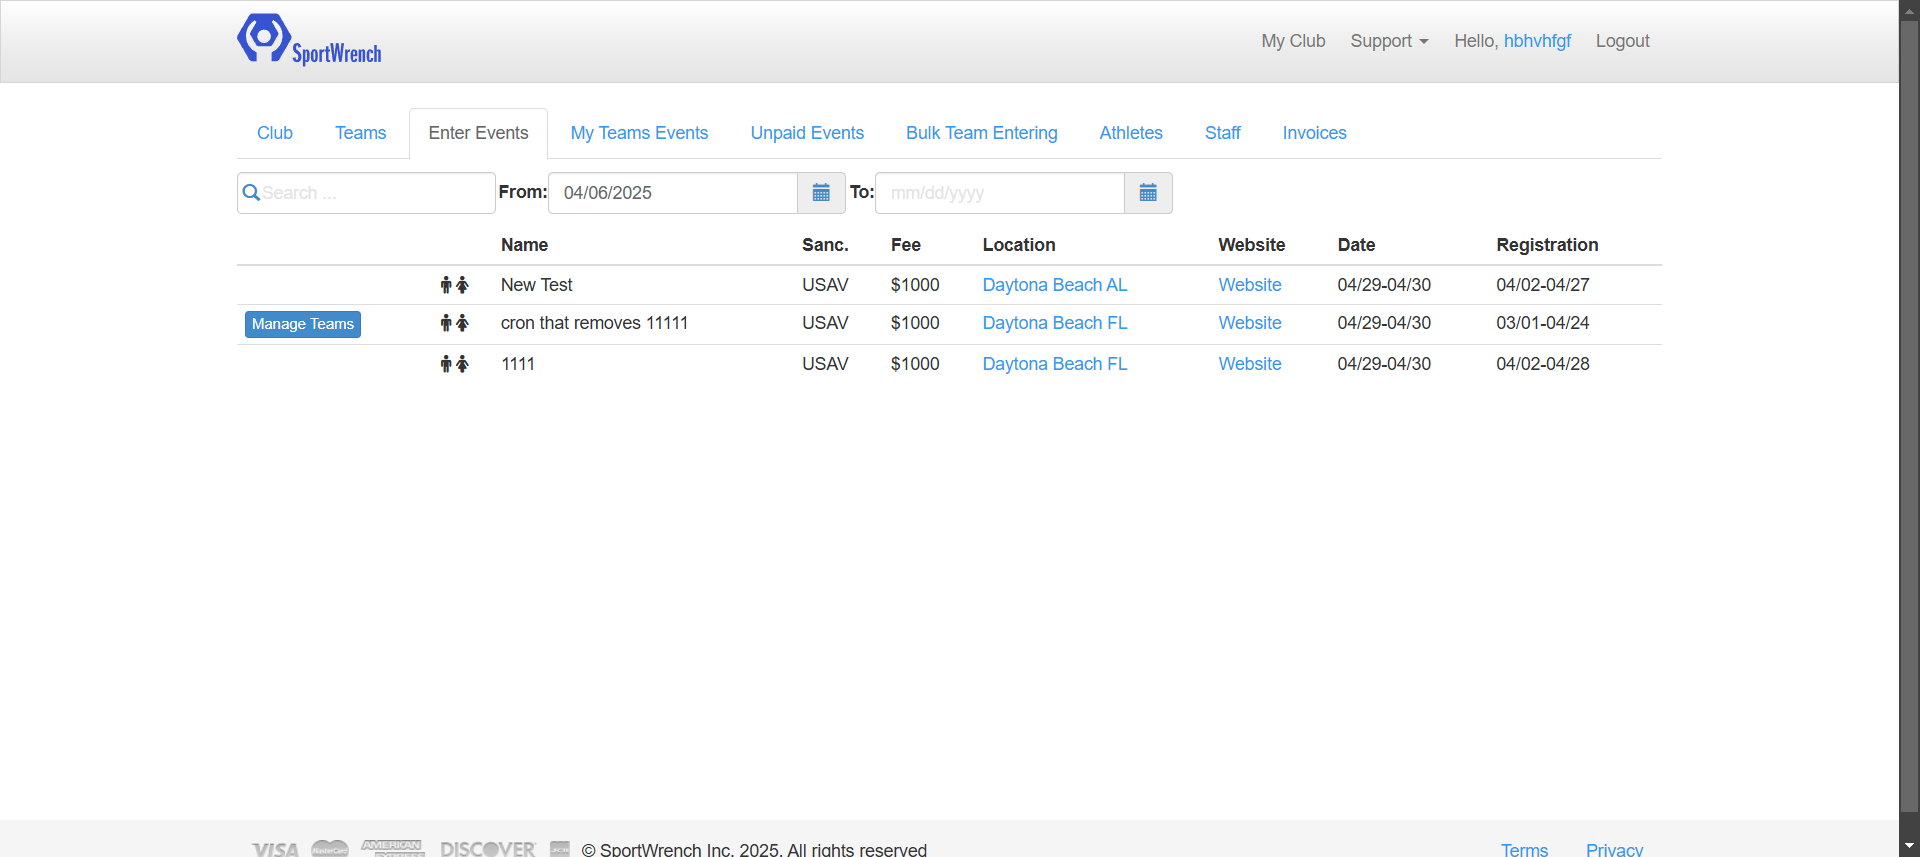 SportWrench
My Club Support Hello, hbhvhfgf Logout
Club Teams Enter Events My Teams Events Unpaid Events Bulk Team Entering Athletes Staff Invoices
Search ... From: 04/06/2025 To: mm/dd/yyyy
Name Sanc. Fee Location Website Date Registration
New Test USAV $1000 Daytona Beach AL Website 04/29-04/30 04/02-04/27
Manage Teams cron that removes 11111 USAV $1000 Daytona Beach FL Website 04/29-04/30 03/01-04/24
1111 USAV $1000 Daytona Beach FL Website 04/29-04/30 04/02-04/28
VISA MasterCard AMERICAN EXPRESS DISCOVER © SportWrench Inc. 2025. All rights reserved Terms Privacy